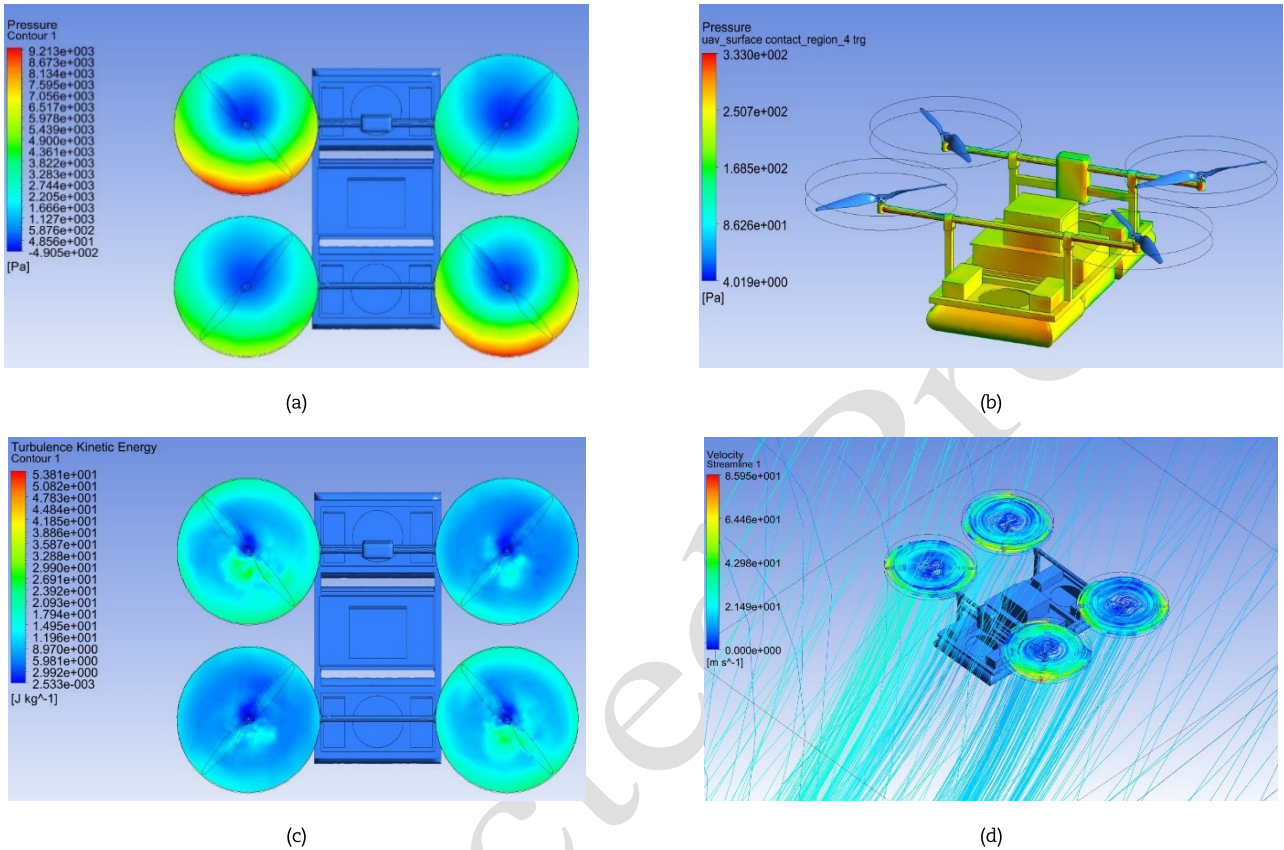 Pressure
Contour 1
9.213e+003
8.673e+003
8.134e+003
7.595e+003
7.056e+003
6.517e+003
5.978e+003
5.439e+003
4.900e+003
4.361e+003
3.822e+003
3.283e+003
2.744e+003
2.205e+003
1.666e+003
1.127e+003
5.876e+002
4.856e+001
-4.905e+002
[Pa]
(a)
Pressure
uav_surface contact_region_4 trg
3.330e+002
2.507e+002
1.685e+002
8.626e+001
4.019e+000
[Pa]
(b)
Turbulence Kinetic Energy
Contour 1
5.381e+001
5.082e+001
4.783e+001
4.484e+001
4.185e+001
3.886e+001
3.587e+001
3.288e+001
2.990e+001
2.691e+001
2.392e+001
2.093e+001
1.794e+001
1.495e+001
1.196e+001
8.970e+000
5.981e+000
2.992e+000
2.533e-003
[J kg^-1]
(c)
Velocity
Streamline 1
8.595e+001
6.446e+001
4.298e+001
2.149e+001
0.000e+000
[m s^-1]
(d)